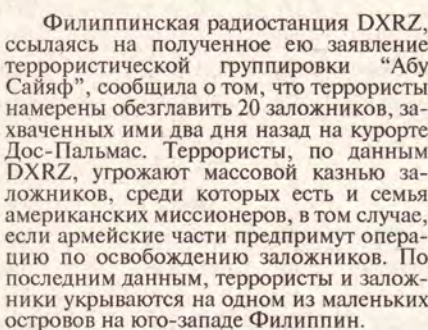 Филиппинская радиостанция DXRZ,
ссылаясь на полученное ею заявление
террористической группировки “Абу
Сайяф”, сообщила о том, что террористы
намерены обезглавить 20 заложников, за-
хваченных ими два дня назад на курорте
Дос-Пальмас. Террористы, по данным
DXRZ, угрожают массовой казнью за-
ложников, среди которых есть и семья
американских миссионеров, в том случае,
если армейские части предпримут опера-
цию по освобождению заложников. По
последним данным, террористы и залож-
ники укрываются на одном из маленьких
островов на юго-западе Филиппин.